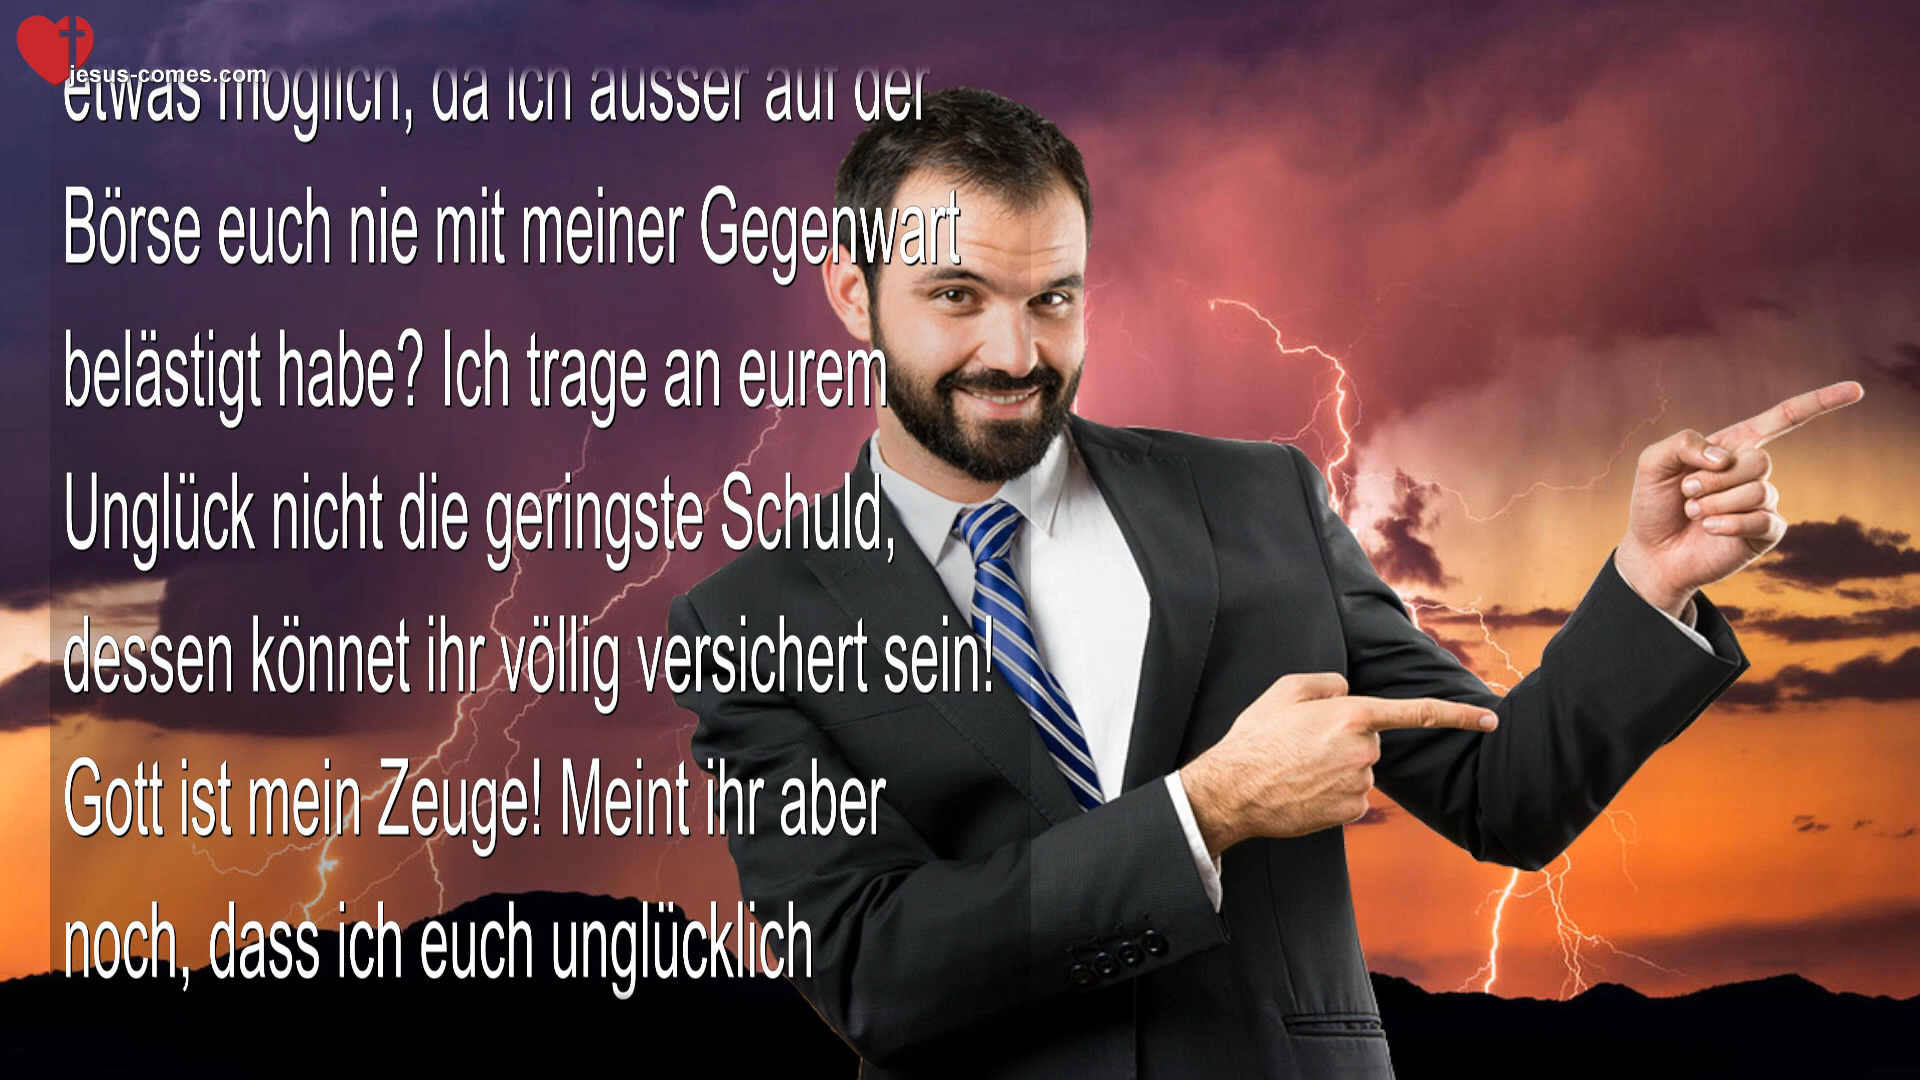 jesus-comes.com
etwas möglich, da ich ausser auf der
Börse euch nie mit meiner Gegenwart
belästigt habe? Ich trage an eurem
Unglück nicht die geringste Schuld,
dessen könnet ihr völlig versichert sein!
Gott ist mein Zeuge! Meint ihr aber
noch, dass ich euch unglücklich